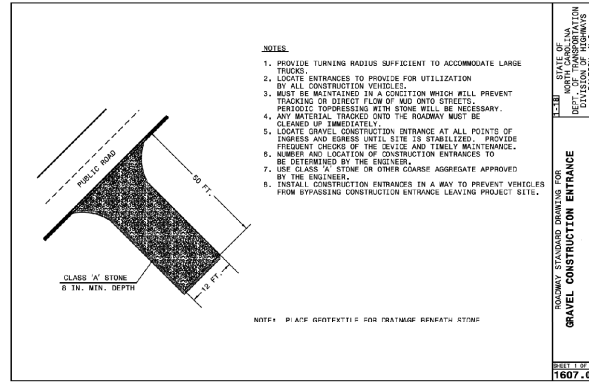 NOTES
1. PROVIDE TURNING RADIUS SUFFICIENT TO ACCOMMODATE LARGE
TRUCKS.
2. LOCATE ENTRANCES TO PROVIDE FOR UTILIZATION
BY ALL CONSTRUCTION VEHICLES.
3. MUST BE MAINTAINED IN A CONDITION WHICH WILL PREVENT
TRACKING OR DIRECT FLOW OF MUD ONTO STREETS.
PERIODIC TOPDRESSING WITH STONE WILL BE NECESSARY.
4. ANY MATERIAL TRACKED ONTO THE ROADWAY MUST BE
CLEANED UP IMMEDIATELY.
5. LOCATE GRAVEL CONSTRUCTION ENTRANCE AT ALL POINTS OF
INGRESS AND EGRESS UNTIL SITE IS STABILIZED. PROVIDE
FREQUENT CHECKS OF THE DEVICE AND TIMELY MAINTENANCE.
6. NUMBER AND LOCATION OF CONSTRUCTION ENTRANCES TO
BE DETERMINED BY THE ENGINEER.
7. USE CLASS 'A' STONE OR OTHER COARSE AGGREGATE APPROVED
BY THE ENGINEER.
8. INSTALL CONSTRUCTION ENTRANCES IN A WAY TO PREVENT VEHICLES
FROM BYPASSING CONSTRUCTION ENTRANCE LEAVING PROJECT SITE.
PUBLIC ROAD
50 FT.
12 FT.
CLASS 'A' STONE
6 IN. MIN. DEPTH
NOTE: PLACE GEOTEXTILE FOR DRAINAGE BENEATH STONE
1-18
STATE OF
NORTH CAROLINA
DEPT. OF TRANSPORTATION
DIVISION OF HIGHWAYS
ROADWAY STANDARD DRAWING FOR
GRAVEL CONSTRUCTION ENTRANCE
SHEET 1 OF
1607.0